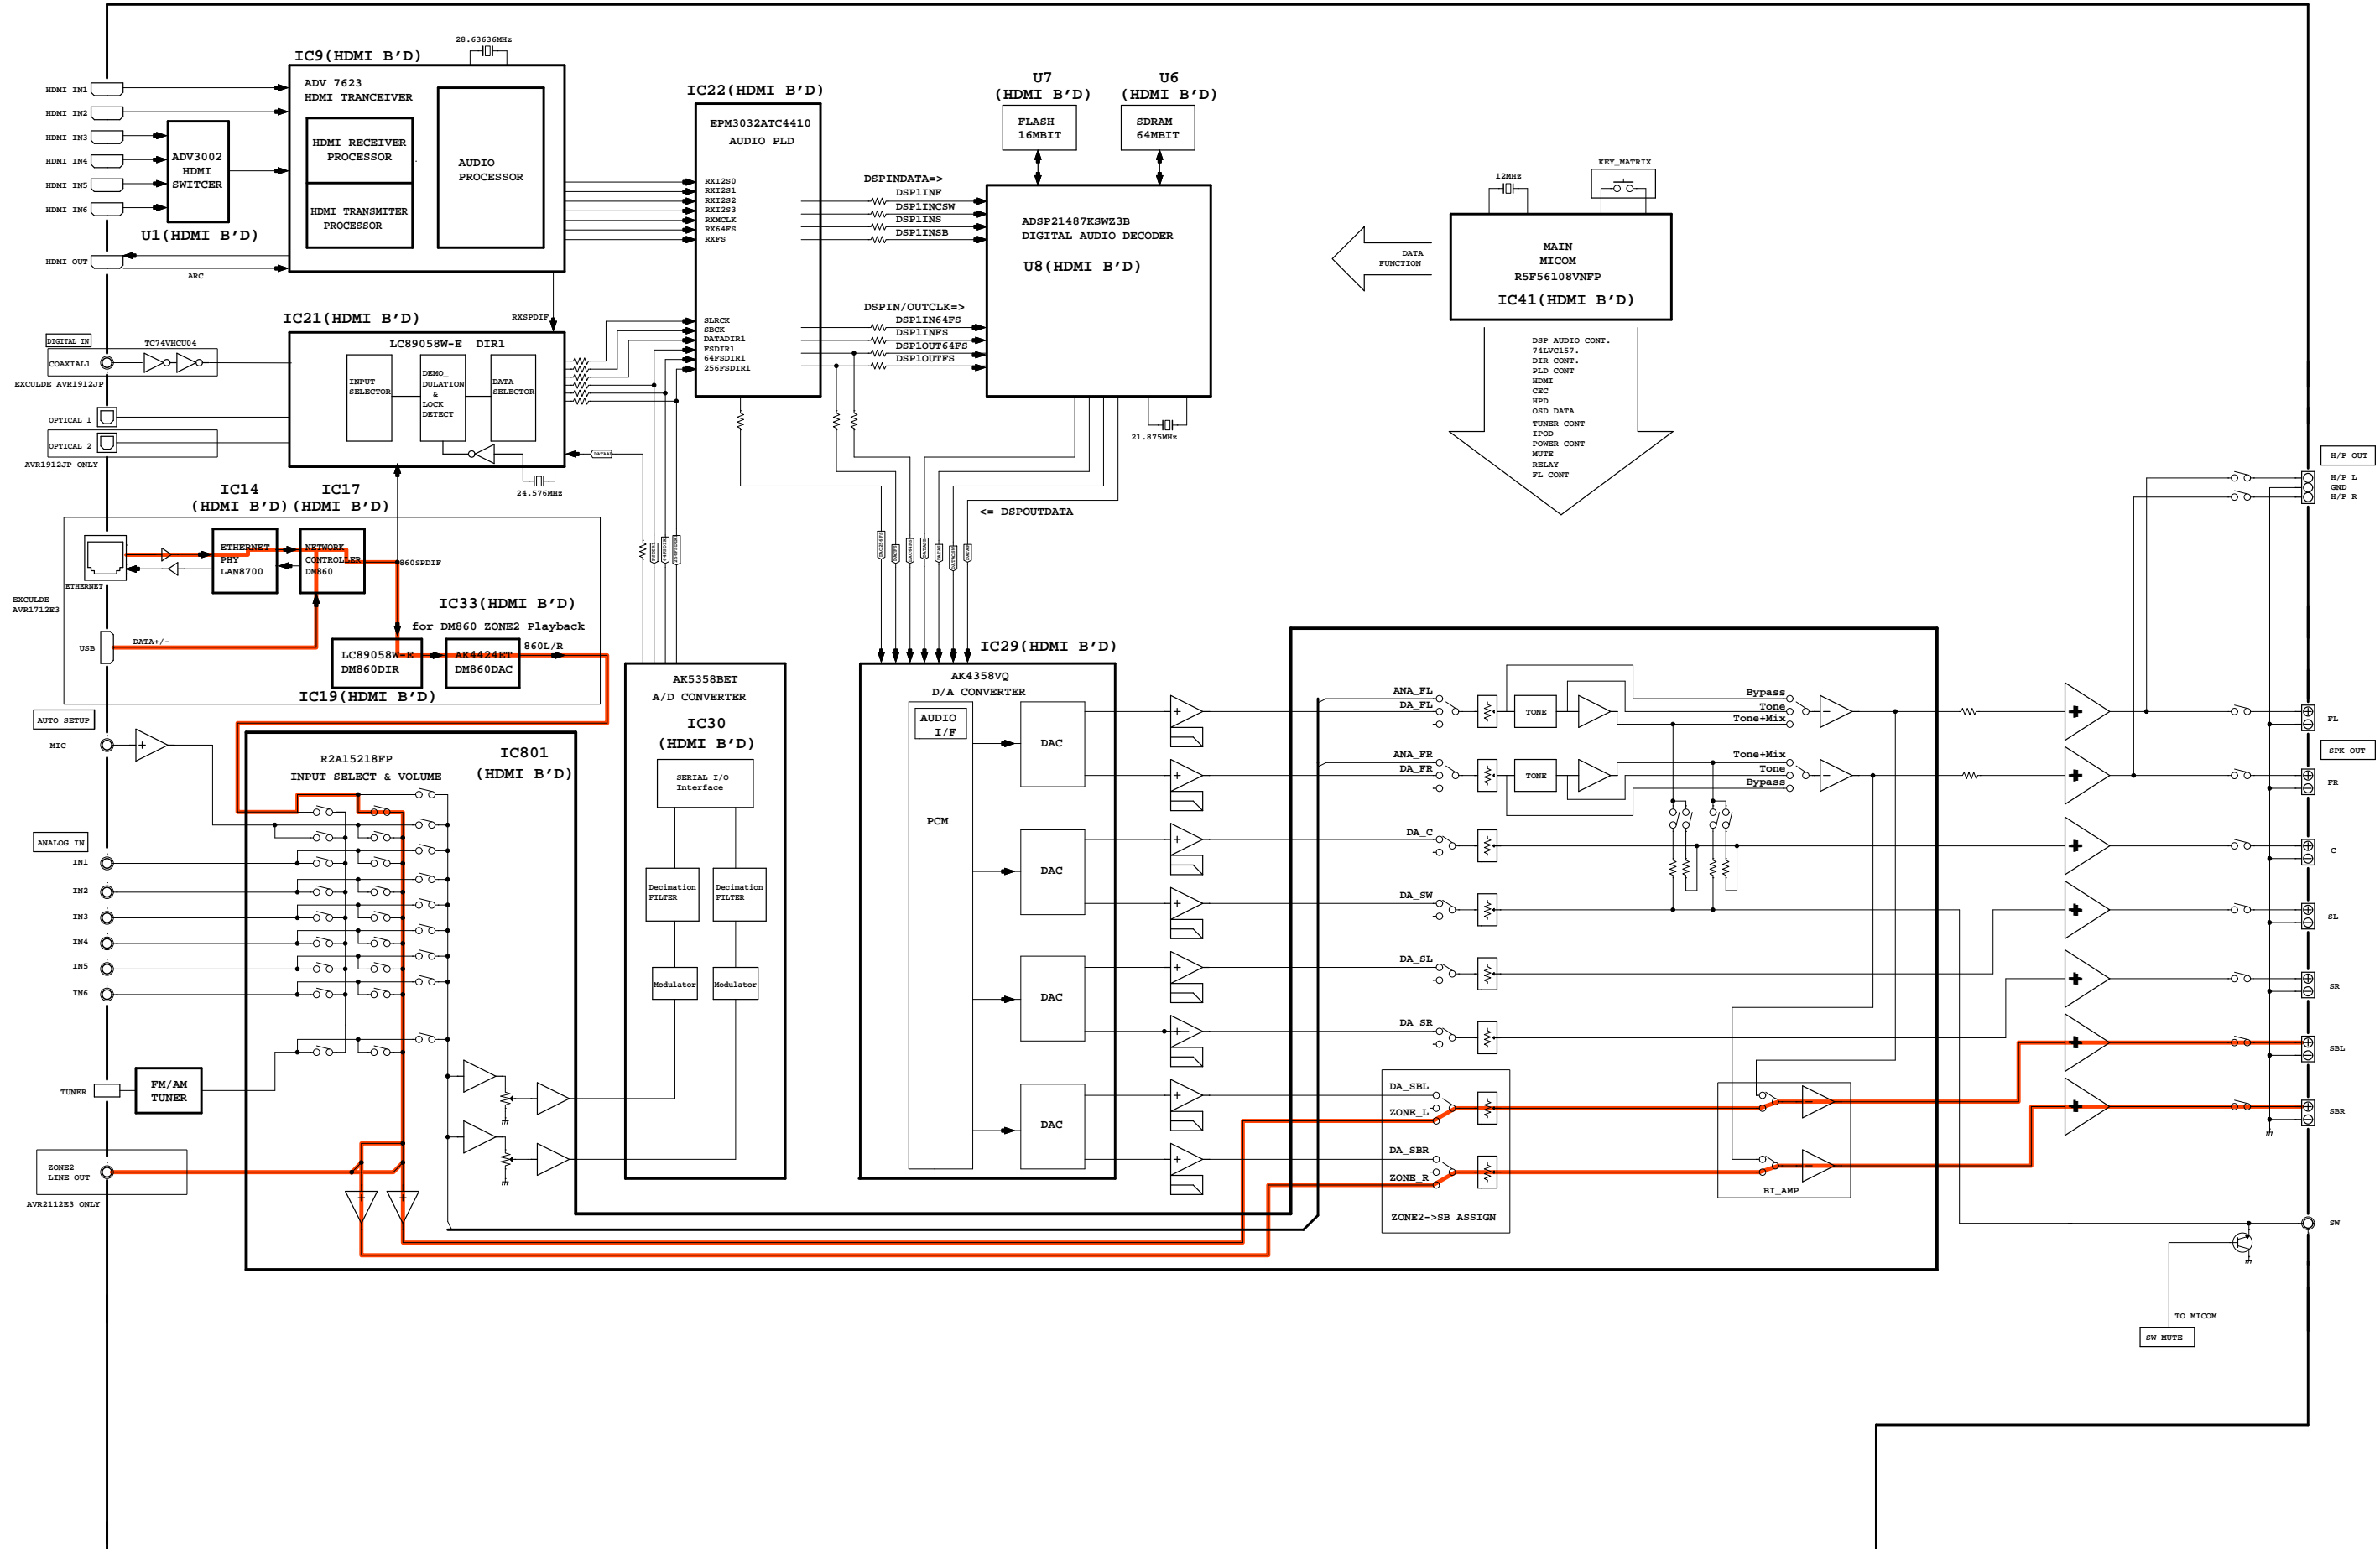 28.63636MHz
IC9(HDMI B'D)
HDMI IN1
HDMI IN2
HDMI IN3
HDMI IN4
HDMI IN5
HDMI IN6
ADV3002
HDMI
SWITCER
U1(HDMI B'D)
HDMI OUT
ARC
ADV 7623
HDMI TRANCEIVER
HDMI RECEIVER
PROCESSOR
HDMI TRANSMITER
PROCESSOR
AUDIO
PROCESSOR
RXSPDIF
IC22(HDMI B'D)
EPM3032ATC4410
AUDIO PLD
RXI2S0
RXI2S1
RXI2S2
RXI2S3
RXMCLK
RX64FS
RXFS
SLRCK
SBCK
DATADIR1
FSDIR1
64FSDIR1
256FSDIR1
DSPINDATA=>
DSP1INF
DSP1INCSW
DSP1INS
DSP1INSB
DSPIN/OUTCLK=>
DSP1IN64FS
DSP1INFS
DSP1OUT64FS
DSP1OUTFS
U7
(HDMI B'D)
FLASH
16MBIT
U6
(HDMI B'D)
SDRAM
64MBIT
ADSP21487KSWZ3B
DIGITAL AUDIO DECODER
U8(HDMI B'D)
21.875MHz
<= DSPOUTDATA
12MHz
KEY_MATRIX
DATA
FUNCTION
MAIN
MICOM
R5F56108VNFP
IC41(HDMI B'D)
DSP AUDIO CONT.
74LVC157.
DIR CONT.
PLD CONT
HDMI
CEC
HPD
OSD DATA
TUNER CONT
IPOD
POWER CONT
MUTE
RELAY
FL CONT
IC21(HDMI B'D)
DIGITAL IN
COAXIAL1
TC74VHCU04
EXCULDE AVR1912JP
OPTICAL 1
OPTICAL 2
AVR1912JP ONLY
LC89058W-E DIR1
INPUT
SELECTOR
DEMO_
DULATION
&
LOCK
DETECT
DATA
SELECTOR
24.576MHz
DATAAD
IC14
(HDMI B'D)
IC17
(HDMI B'D)
ETHERNET
EXCULDE
AVR1712E3
ETHERNET
PHY
LAN8700
NETWORK
CONTROLLER
DM860
860SPDIF
USB
DATA+/-
IC33(HDMI B'D)
for DM860 ZONE2 Playback
LC89058W-E
DM860DIR
AK4424ET
DM860DAC
860L/R
IC19(HDMI B'D)
AUTO SETUP
MIC
R2A15218FP
INPUT SELECT & VOLUME
IC801
(HDMI B'D)
ANALOG IN
IN1
IN2
IN3
IN4
IN5
IN6
TUNER
FM/AM
TUNER
ZONE2
LINE OUT
AVR2112E3 ONLY
AK5358BET
A/D CONVERTER
IC30
(HDMI B'D)
SERIAL I/O
Interface
Decimation
FILTER
Decimation
FILTER
Modulator
Modulator
IC29(HDMI B'D)
AK4358VQ
D/A CONVERTER
AUDIO
I/F
PCM
DAC
DAC
DAC
DAC
ANA_FL
DA_FL
ANA_FR
DA_FR
DA_C
DA_SW
DA_SL
DA_SR
DA_SBL
ZONE_L
DA_SBR
ZONE_R
ZONE2->SB ASSIGN
TONE
TONE
Bypass
Tone
Tone+Mix
Tone+Mix
Tone
Bypass
BI_AMP
H/P OUT
H/P L
GND
H/P R
FL
SPK OUT
FR
C
SL
SR
SBL
SBR
SW
TO MICOM
SW MUTE